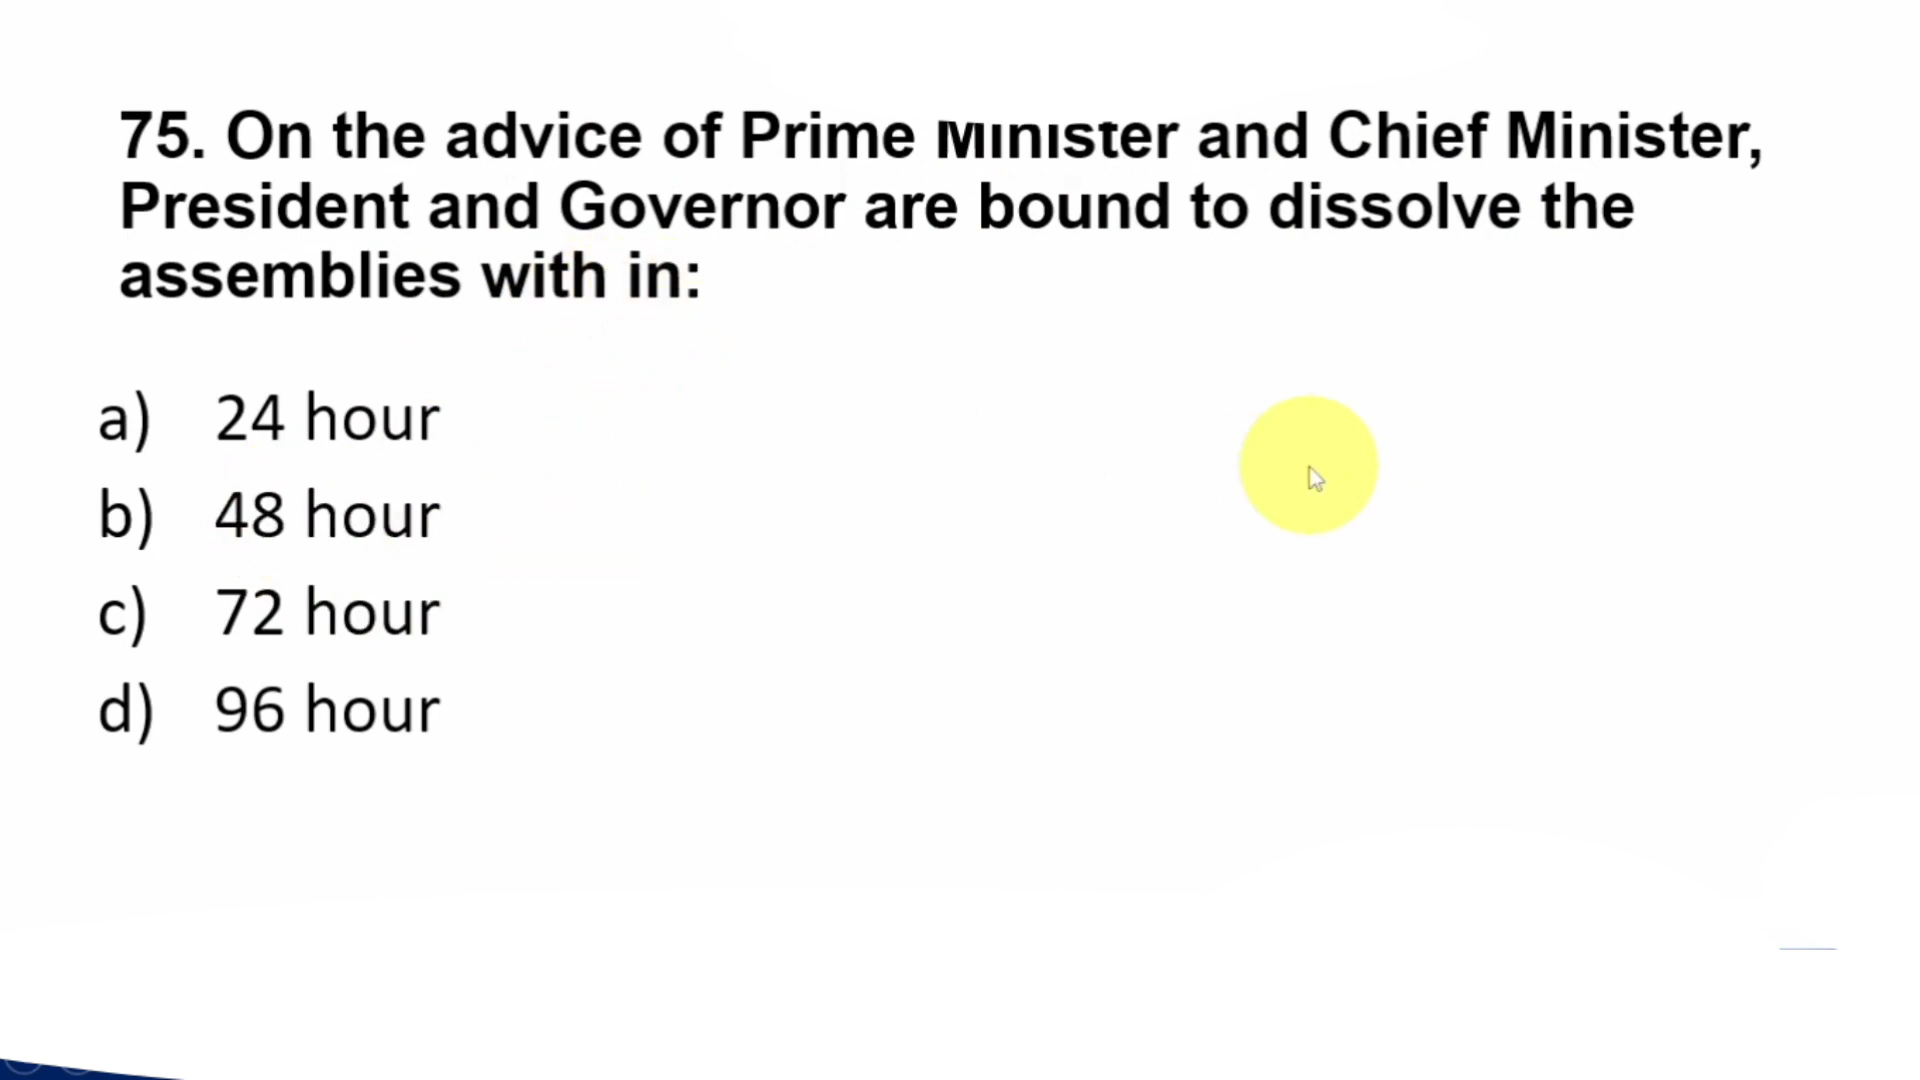 75. On the advice of Prime Minister and Chief Minister,
President and Governor are bound to dissolve the
assemblies with in:
a) 24 hour
b) 48 hour
c) 72 hour
d) 96 hour